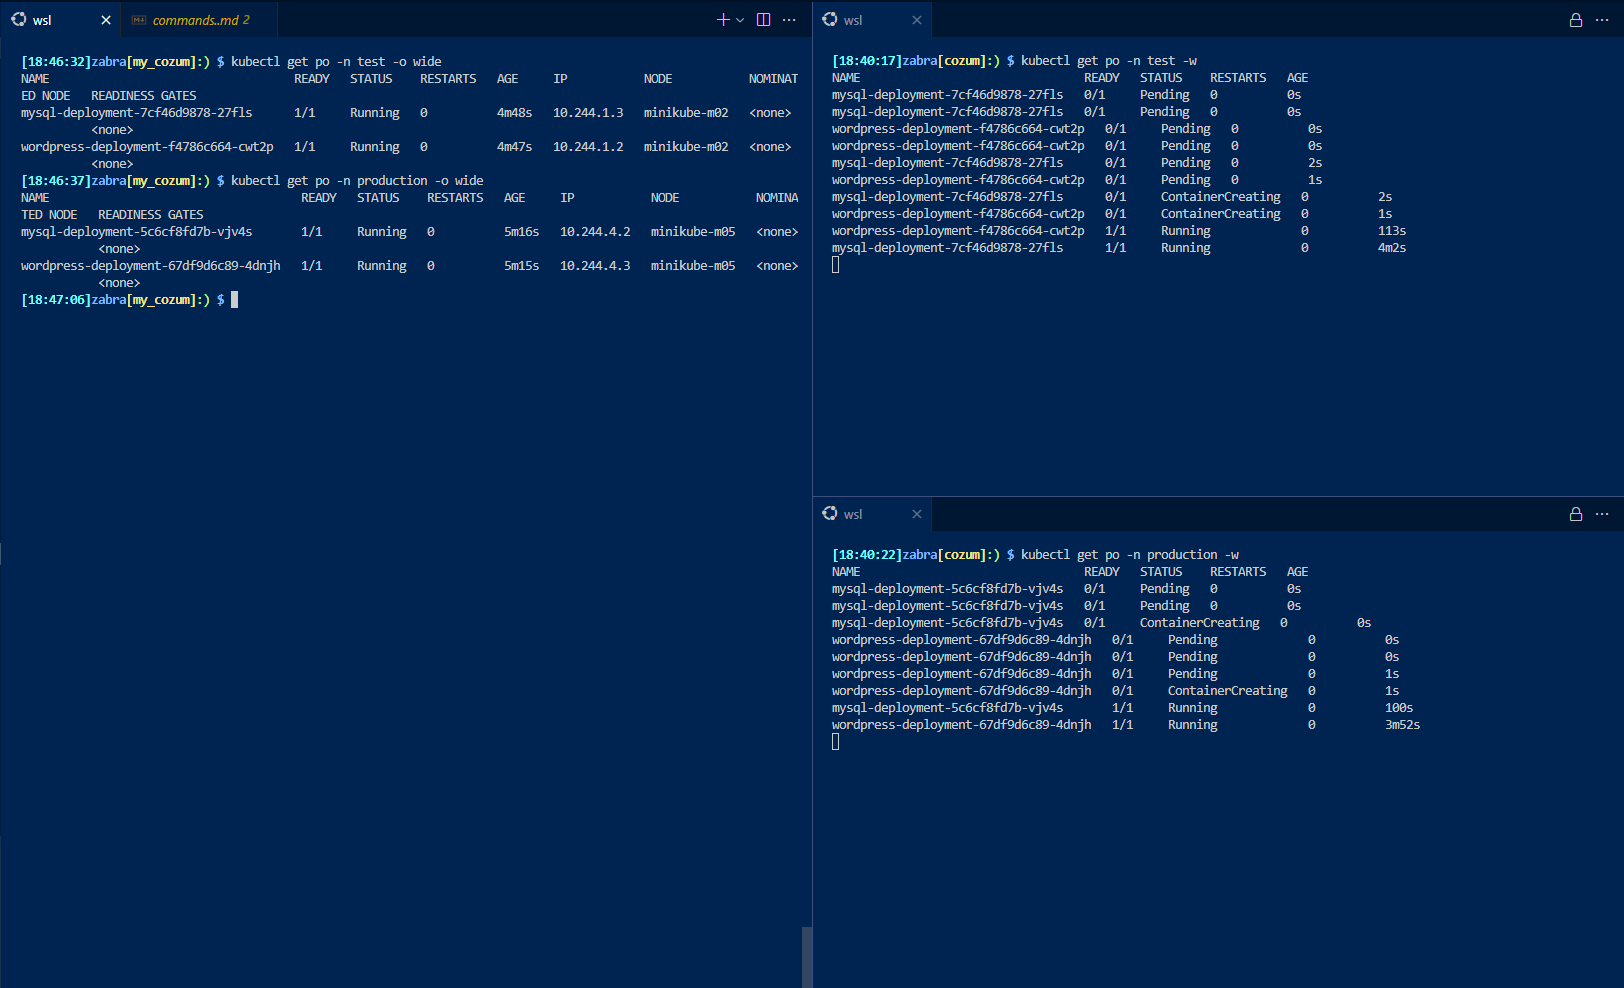 wsl
commands..md 2
[18:46:32]zabra[my_cozum]:) $ kubectl get po -n test -o wide
NAME READY STATUS RESTARTS AGE IP NODE NOMINAT
ED NODE READINESS GATES
mysql-deployment-7cf46d9878-27fls 1/1 Running 0 4m48s 10.244.1.3 minikube-m02 <none>
<none>
wordpress-deployment-f4786c664-cwt2p 1/1 Running 0 4m47s 10.244.1.2 minikube-m02 <none>
<none>
[18:46:37]zabra[my_cozum]:) $ kubectl get po -n production -o wide
NAME READY STATUS RESTARTS AGE IP NODE NOMINA
TED NODE READINESS GATES
mysql-deployment-5c6cf8fd7b-vjv4s 1/1 Running 0 5m16s 10.244.4.2 minikube-m05 <none>
<none>
wordpress-deployment-67df9d6c89-4dnjh 1/1 Running 0 5m15s 10.244.4.3 minikube-m05 <none>
<none>
[18:47:06]zabra[my_cozum]:) $
wsl
[18:40:17]zabra[cozum]:) $ kubectl get po -n test -w
NAME READY STATUS RESTARTS AGE
mysql-deployment-7cf46d9878-27fls 0/1 Pending 0 0s
mysql-deployment-7cf46d9878-27fls 0/1 Pending 0 0s
wordpress-deployment-f4786c664-cwt2p 0/1 Pending 0 0s
wordpress-deployment-f4786c664-cwt2p 0/1 Pending 0 0s
mysql-deployment-7cf46d9878-27fls 0/1 Pending 0 2s
wordpress-deployment-f4786c664-cwt2p 0/1 Pending 0 1s
mysql-deployment-7cf46d9878-27fls 0/1 ContainerCreating 0 2s
wordpress-deployment-f4786c664-cwt2p 0/1 ContainerCreating 0 1s
wordpress-deployment-f4786c664-cwt2p 1/1 Running 0 113s
mysql-deployment-7cf46d9878-27fls 1/1 Running 0 4m2s
wsl
[18:40:22]zabra[cozum]:) $ kubectl get po -n production -w
NAME READY STATUS RESTARTS AGE
mysql-deployment-5c6cf8fd7b-vjv4s 0/1 Pending 0 0s
mysql-deployment-5c6cf8fd7b-vjv4s 0/1 Pending 0 0s
mysql-deployment-5c6cf8fd7b-vjv4s 0/1 ContainerCreating 0 0s
wordpress-deployment-67df9d6c89-4dnjh 0/1 Pending 0 0s
wordpress-deployment-67df9d6c89-4dnjh 0/1 Pending 0 0s
wordpress-deployment-67df9d6c89-4dnjh 0/1 Pending 0 1s
wordpress-deployment-67df9d6c89-4dnjh 0/1 ContainerCreating 0 1s
mysql-deployment-5c6cf8fd7b-vjv4s 1/1 Running 0 100s
wordpress-deployment-67df9d6c89-4dnjh 1/1 Running 0 3m52s